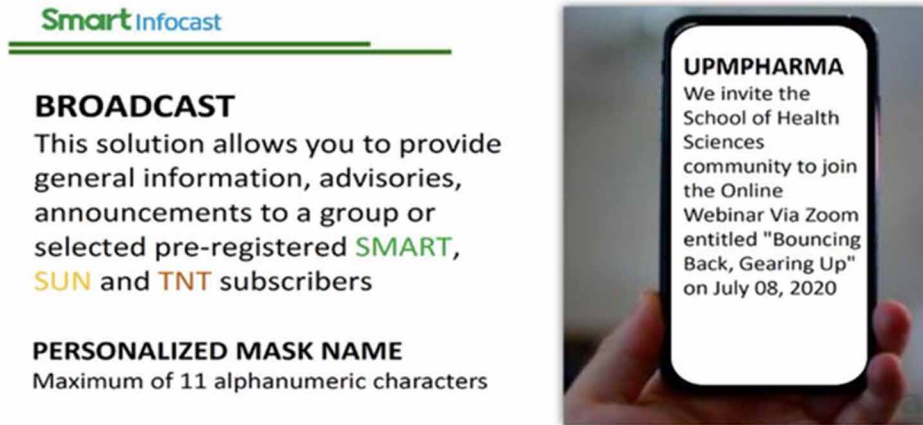 Smart Infocast
BROADCAST
This solution allows you to provide
general information, advisories,
announcements to a group or
selected pre-registered SMART,
SUN and TNT subscribers
PERSONALIZED MASK NAME
Maximum of 11 alphanumeric characters
UPMPHARMA
We invite the
School of Health
Sciences
community to join
the Online
Webinar Via Zoom
entitled "Bouncing
Back, Gearing Up"
on July 08, 2020